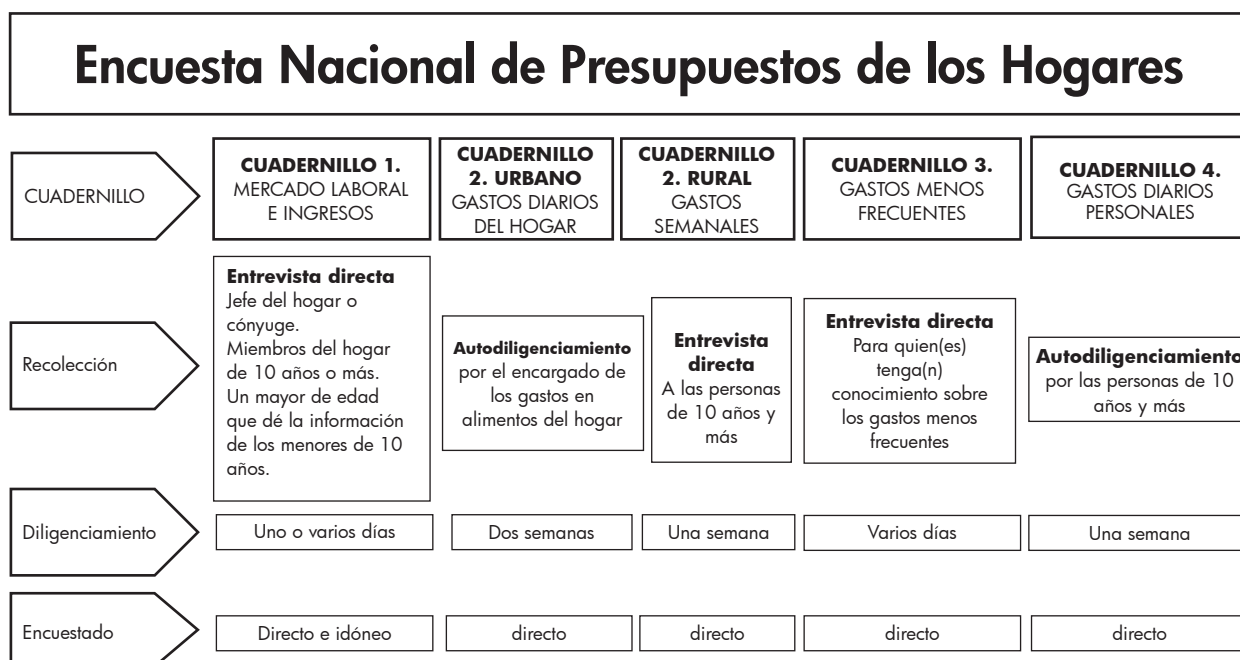 Encuesta Nacional de Presupuestos de los Hogares
CUADERNILLO
CUADERNILLO 1.
MERCADO LABORAL
E INGRESOS
CUADERNILLO
2. URBANO
GASTOS DIARIOS
DEL HOGAR
CUADERNILLO
2. RURAL
GASTOS
SEMANALES
CUADERNILLO 3.
GASTOS MENOS
FRECUENTES
CUADERNILLO 4.
GASTOS DIARIOS
PERSONALES
Recolección
Entrevista directa
Jefe del hogar o
cónyuge.
Miembros del hogar
de 10 años o más.
Un mayor de edad
que dé la información
de los menores de 10
años.
Autodiligenciamiento
por el encargado de
los gastos en
alimentos del hogar
Entrevista
directa
A las personas
de 10 años y
más
Entrevista directa
Para quien(es)
tenga(n)
conocimiento sobre
los gastos menos
frecuentes
Autodiligenciamiento
por las personas de 10
años y más
Diligenciamiento
Uno o varios días
Dos semanas
Una semana
Varios días
Una semana
Encuestado
Directo e idóneo
directo
directo
directo
directo